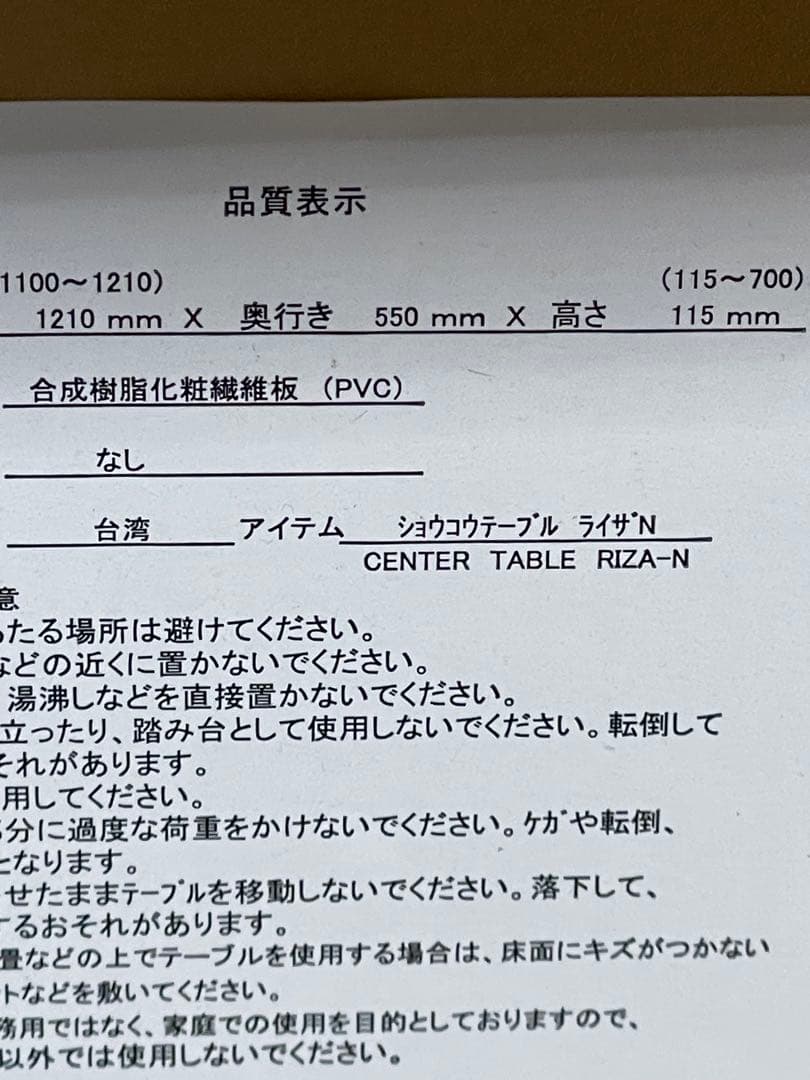 品質表示
1100～1210) (115～700)
1210 mm X 奥行き 550 mm X 高さ 115 mm
合成樹脂化粧繊維板 (PVC)
なし
台湾 アイテム ｼｮｳｺｳﾃｰﾌﾞﾙ ﾗｲｻﾞN
CENTER TABLE RIZA-N
意
たる場所は避けてください。
などの近くに置かないでください。
湯沸しなどを直接置かないでください。
立ったり、踏み台として使用しないでください。転倒して
それがあります。
用してください。
分に過度な荷重をかけないでください。ｹｶﾞや転倒、
となります。
せたままﾃｰﾌﾞﾙを移動しないでください。落下して、
するおそれがあります。
畳などの上でテーブルを使用する場合は、床面にキズがつかない
ﾄなどを敷いてください。
務用ではなく、家庭での使用を目的としておりますので、
以外では使用しないでください。